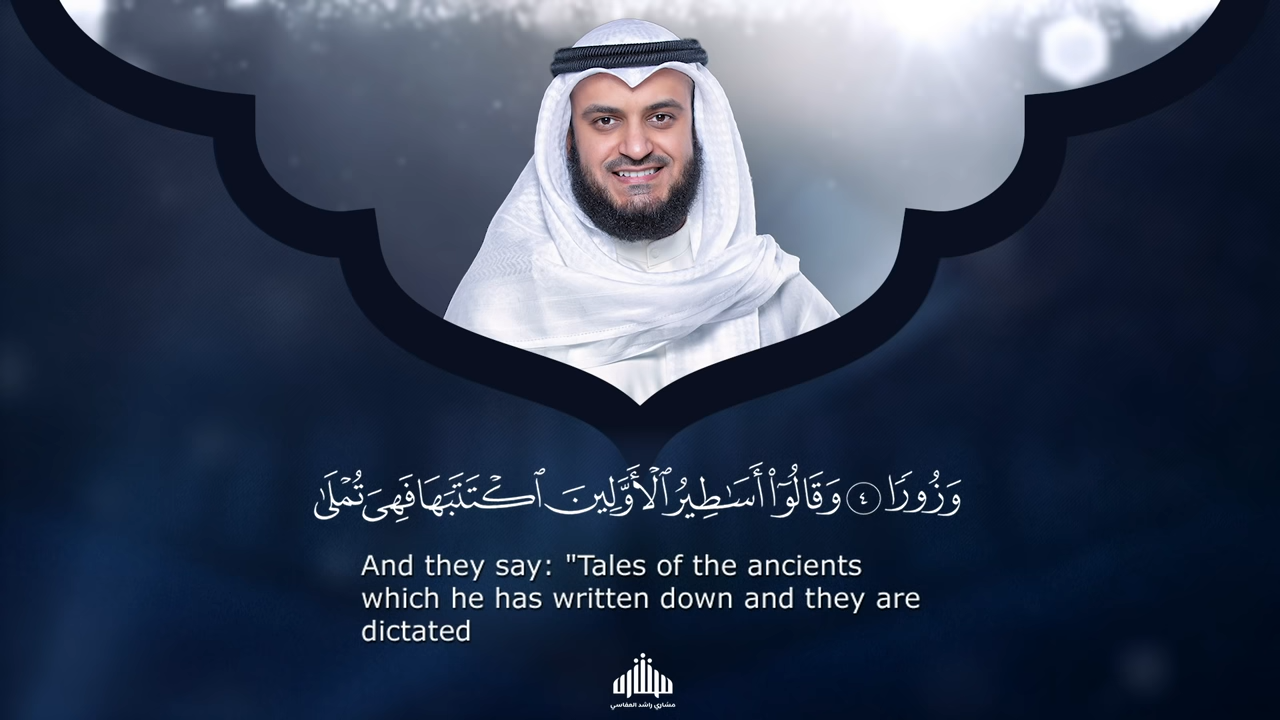 وَزُورًا ٤ وَقَالُوٓا۟ أَسَـٰطِيرُ ٱلْأَوَّلِينَ ٱكْتَتَبَهَا فَهِىَ تُمْلَىٰ
And they say: "Tales of the ancients
which he has written down and they are
dictated
مشاري راشد العفاسي